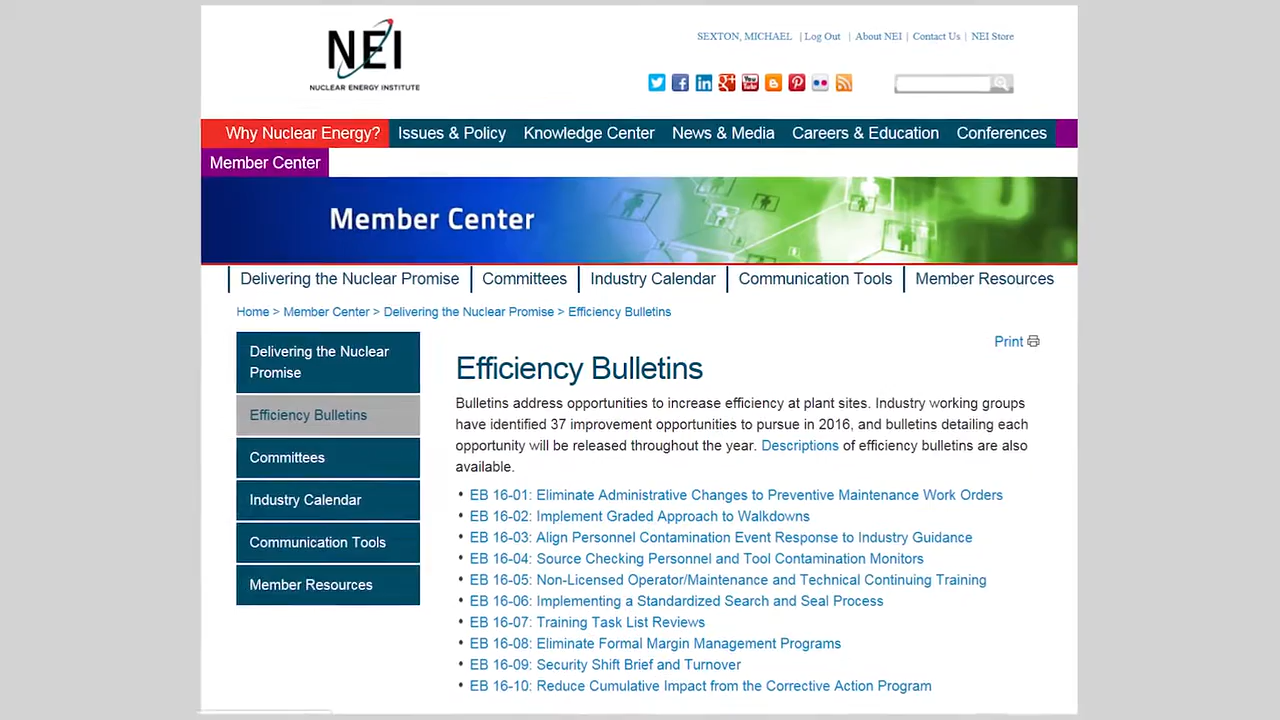 NEI
NUCLEAR ENERGY INSTITUTE
SEXTON, MICHAEL | Log Out | About NEI | Contact Us | NEI Store
Why Nuclear Energy? Issues & Policy Knowledge Center News & Media Careers & Education Conferences
Member Center
Member Center
Delivering the Nuclear Promise Committees Industry Calendar Communication Tools Member Resources
Home > Member Center > Delivering the Nuclear Promise > Efficiency Bulletins
Print
Delivering the Nuclear
Promise
Efficiency Bulletins
Committees
Industry Calendar
Communication Tools
Member Resources
Efficiency Bulletins
Bulletins address opportunities to increase efficiency at plant sites. Industry working groups
have identified 37 improvement opportunities to pursue in 2016, and bulletins detailing each
opportunity will be released throughout the year. Descriptions of efficiency bulletins are also
available.
• EB 16-01: Eliminate Administrative Changes to Preventive Maintenance Work Orders
• EB 16-02: Implement Graded Approach to Walkdowns
• EB 16-03: Align Personnel Contamination Event Response to Industry Guidance
• EB 16-04: Source Checking Personnel and Tool Contamination Monitors
• EB 16-05: Non-Licensed Operator/Maintenance and Technical Continuing Training
• EB 16-06: Implementing a Standardized Search and Seal Process
• EB 16-07: Training Task List Reviews
• EB 16-08: Eliminate Formal Margin Management Programs
• EB 16-09: Security Shift Brief and Turnover
• EB 16-10: Reduce Cumulative Impact from the Corrective Action Program